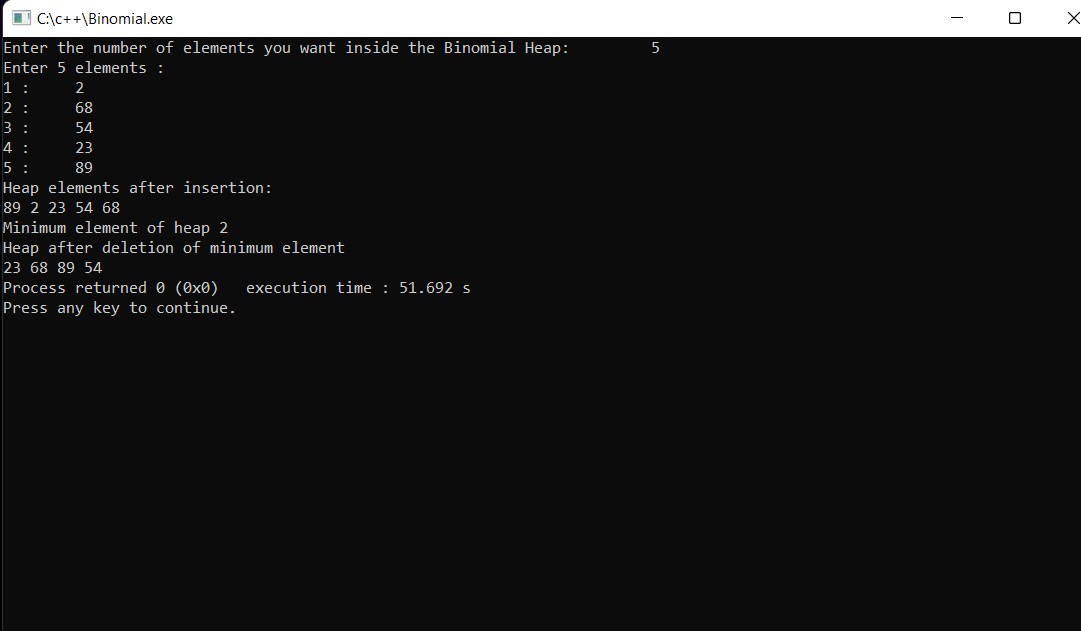 C:\c++\Binomial.exe
Enter the number of elements you want inside the Binomial Heap:         5
Enter 5 elements :
1 :     2
2 :     68
3 :     54
4 :     23
5 :     89
Heap elements after insertion:
89 2 23 54 68
Minimum element of heap 2
Heap after deletion of minimum element
23 68 89 54
Process returned 0 (0x0)   execution time : 51.692 s
Press any key to continue.